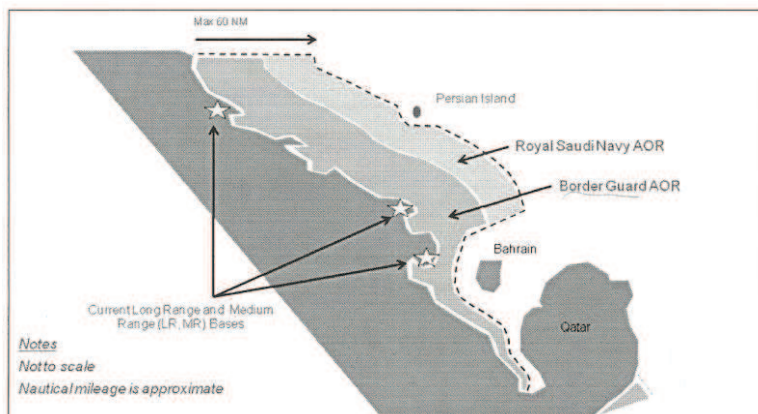 Max 60 NM
Persian Island
Royal Saudi Navy AOR
Border Guard AOR
Bahrain
Current Long Range and Medium
Range (LR, MR) Bases
Qatar
Notes
Not to scale
Nautical mileage is approximate